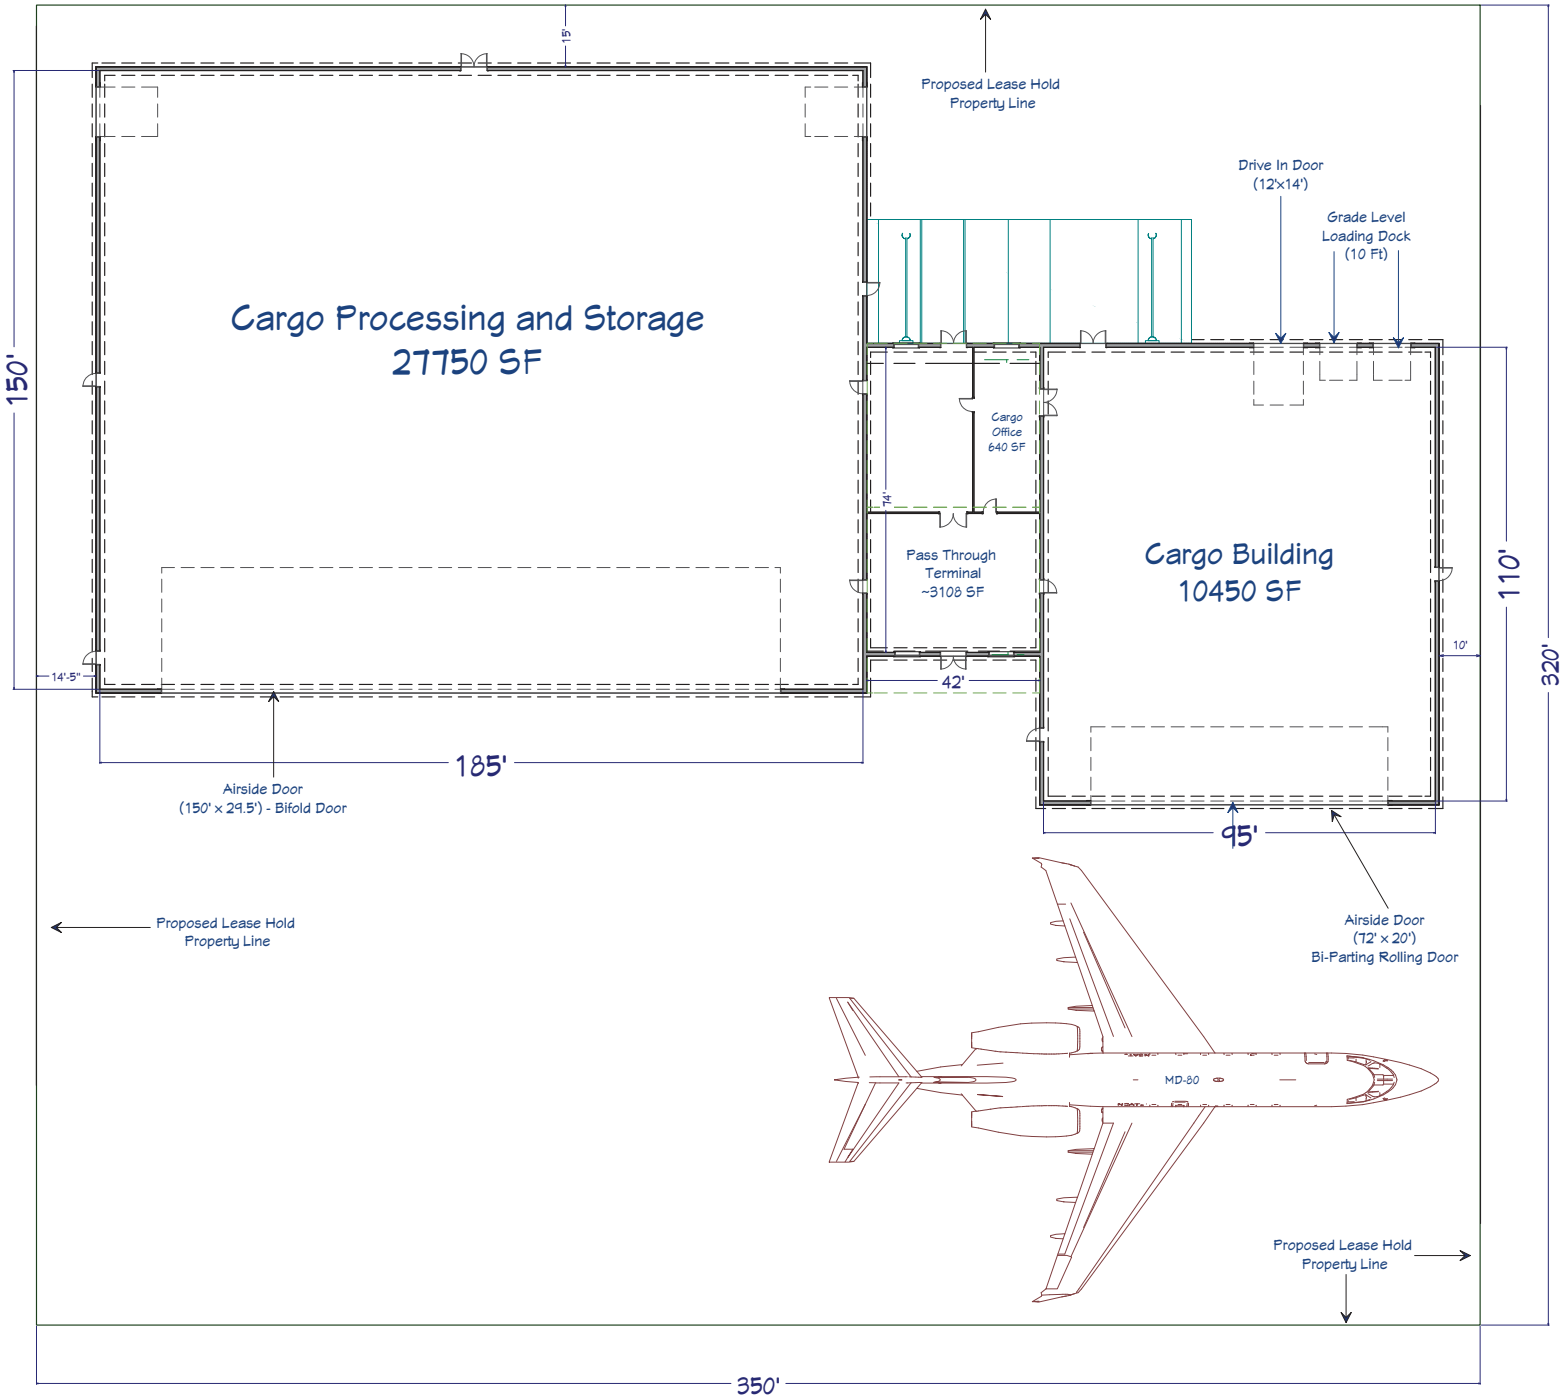 15'
Proposed Lease Hold
Property Line
Drive In Door
(12'x14')
Grade Level
Loading Dock
(10 Ft)
Cargo Processing and Storage
27750 SF
150'
Cargo
Office
640 SF
74'
Pass Through
Terminal
~3108 SF
Cargo Building
10450 SF
110'
10'
320'
14'-5"
42'
185'
Airside Door
(150' x 29.5') - Bifold Door
95'
Proposed Lease Hold
Property Line
Airside Door
(72' x 20')
Bi-Parting Rolling Door
MD-80
Proposed Lease Hold
Property Line
350'